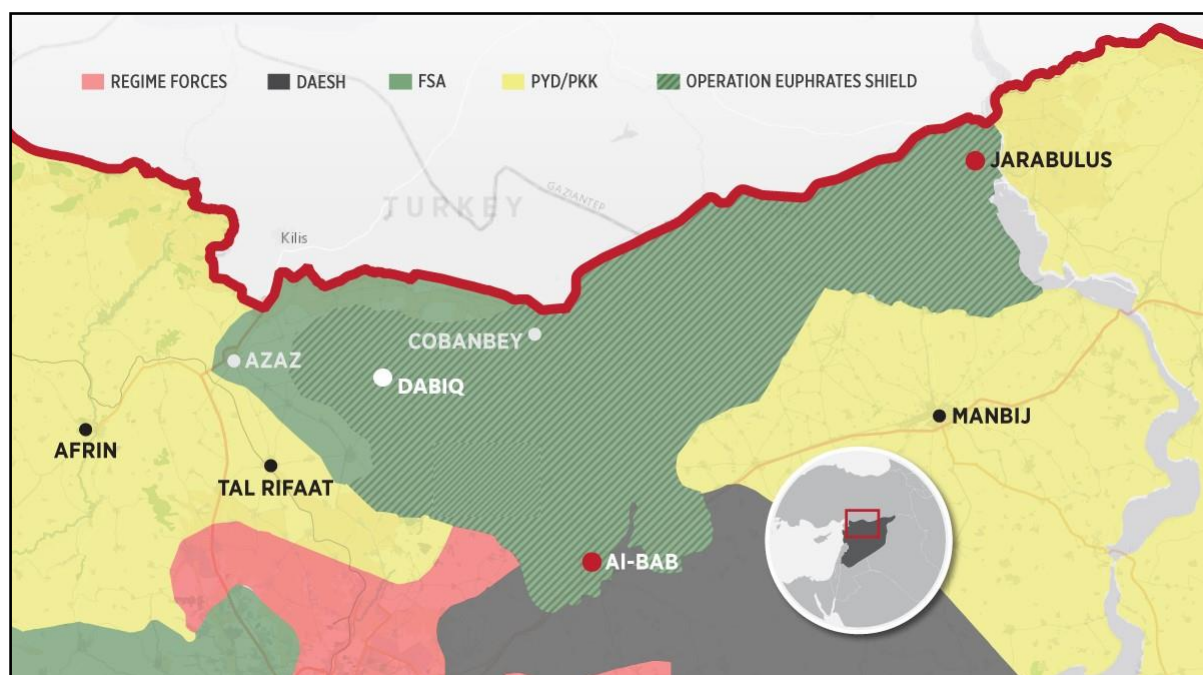 REGIME FORCES DAESH FSA PYD/PKK OPERATION EUPHRATES SHIELD
JARABULUS
TURKEY
GAZIANTEP
Kilis
COBANBEY
AZAZ
DABIQ
MANBIJ
AFRIN
TAL RIFAAT
Al-BAB